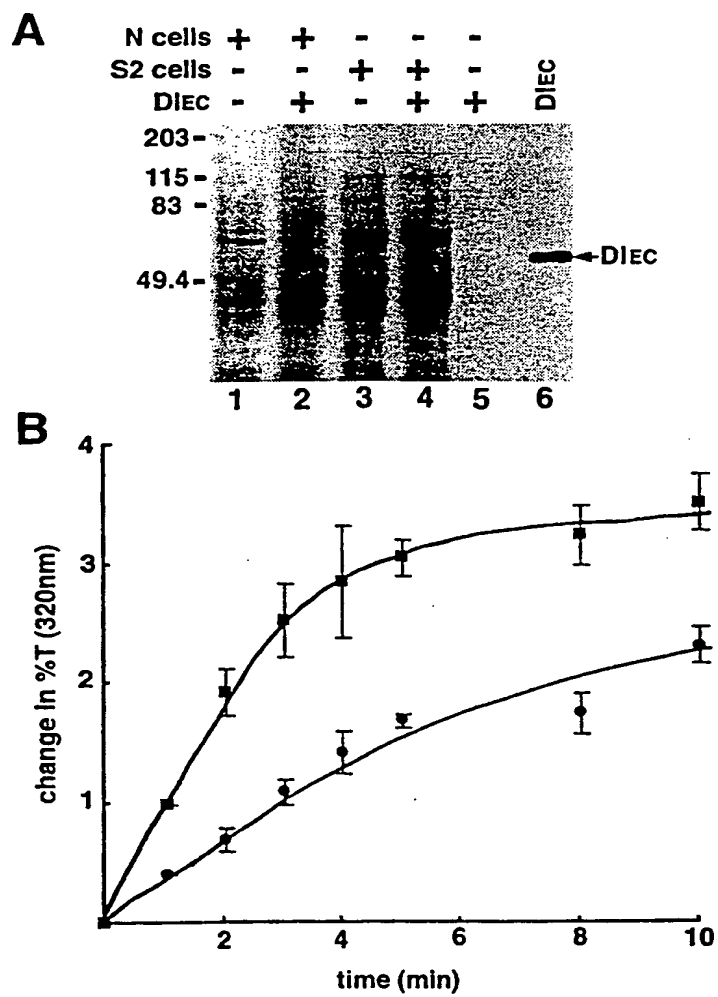 A
N cells + + - - -
S2 cells - - + + -
DIEC - + - + +
DIEC
203-
115-
83 -
49.4-
DIEC
1 2 3 4 5 6
B
4
3
2
1
change in %T (320nm)
2 4 6 8 10
time (min)